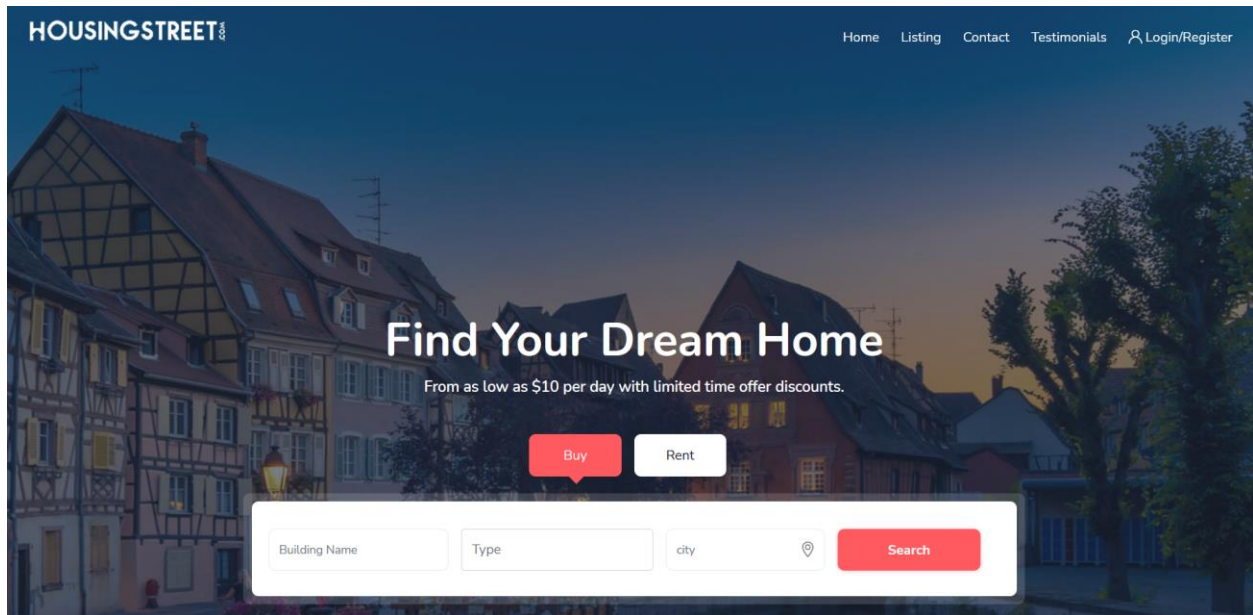 HOUSINGSTREET.COM
Home Listing Contact Testimonials Login/Register
Find Your Dream Home
From as low as $10 per day with limited time offer discounts.
Buy Rent
Building Name Type city Search